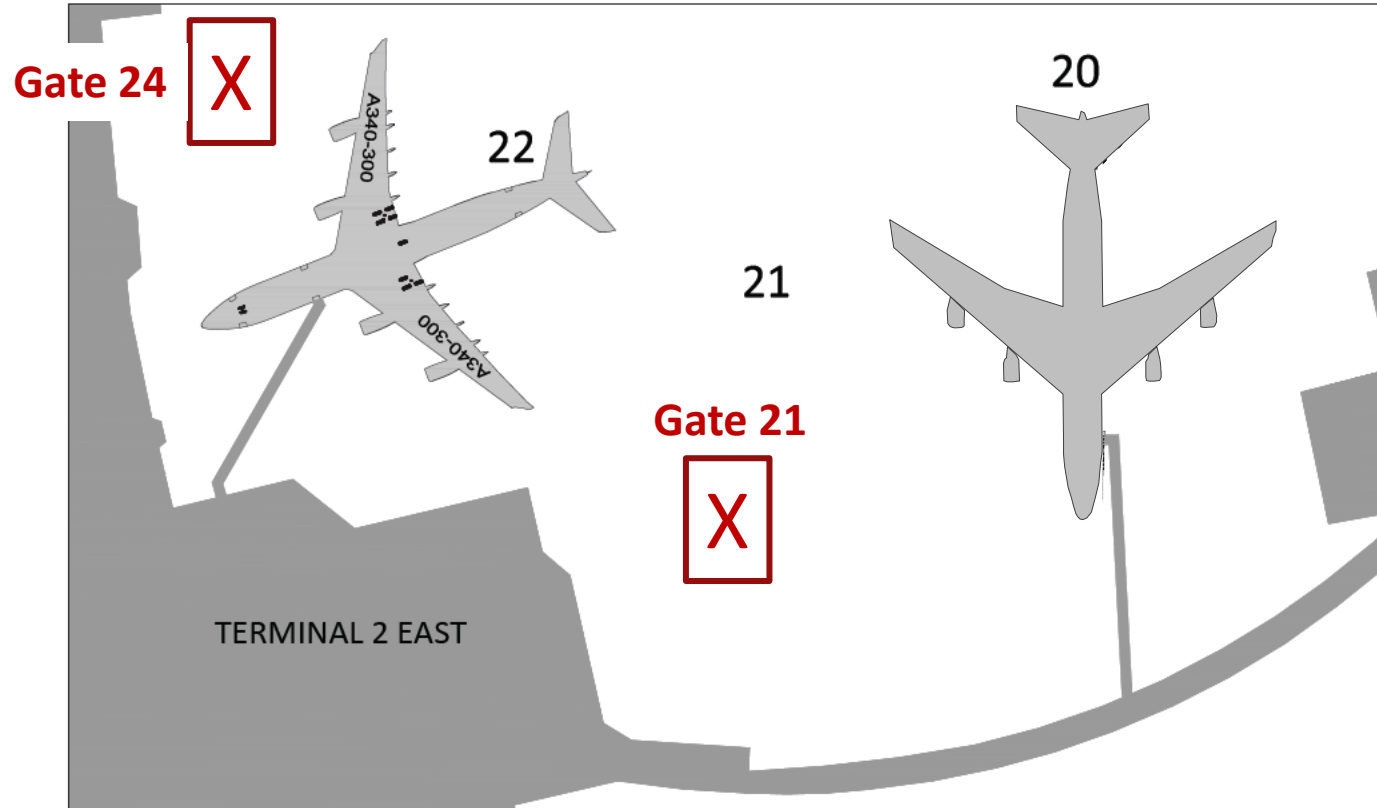 Gate 24
X
A340-300
22
20
21
A340-300
Gate 21
X
TERMINAL 2 EAST